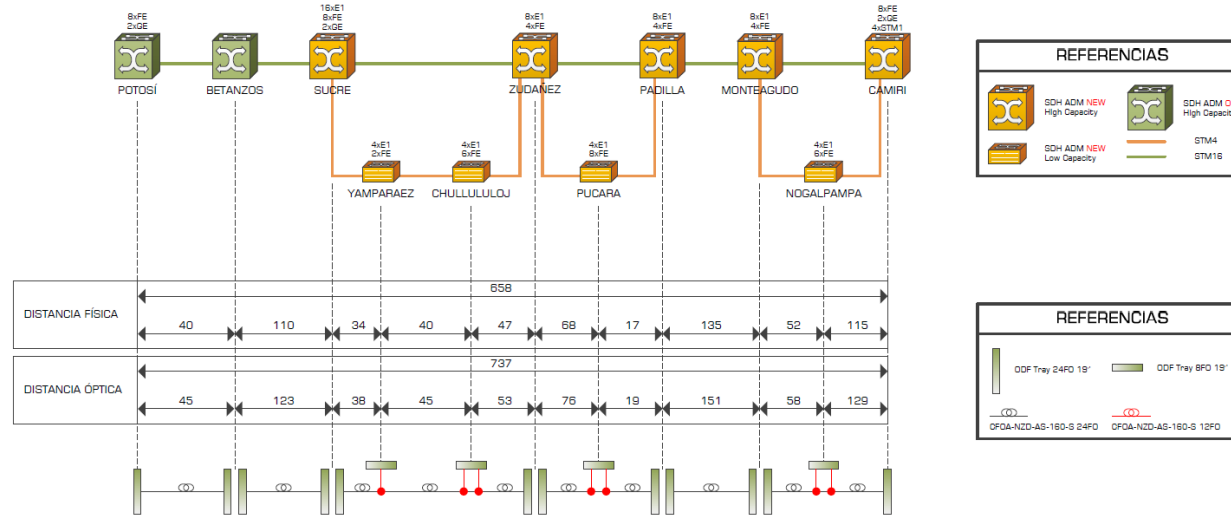 8xFE
2xGE
16xE1
8xFE
2xGE
8xE1
4xFE
8xE1
4xFE
8xE1
4xFE
8xFE
2xGE
4xSTM1
POTOSÍ
BETANZOS
SUCRE
ZUDAÑEZ
PADILLA
MONTEAGUDO
CAMIRI
4xE1
2xFE
4xE1
6xFE
4xE1
8xFE
4xE1
6xFE
YAMPARAEZ
CHULLULULOJ
PUCARA
NOGALPAMPA
REFERENCIAS
SDH ADM NEW
High Capacity
SDH ADM
High Capacit
SDH ADM NEW
Low Capacity
STM4
STM16
DISTANCIA FÍSICA
658
40 110 34 40 47 68 17 135 52 115
DISTANCIA ÓPTICA
737
45 123 38 45 53 76 19 151 58 129
REFERENCIAS
ODF Tray 24FO 19"
ODF Tray 8FO 19"
CFOA-NZD-AS-160-S 24FO
CFOA-NZD-AS-160-S 12FO